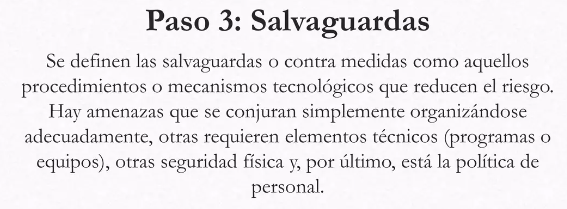 Paso 3: Salvaguardas
Se definen las salvaguardas o contra medidas como aquellos
procedimientos o mecanismos tecnológicos que reducen el riesgo.
Hay amenazas que se conjuran simplemente organizándose
adecuadamente, otras requieren elementos técnicos (programas o
equipos), otras seguridad física y, por último, está la política de
personal.